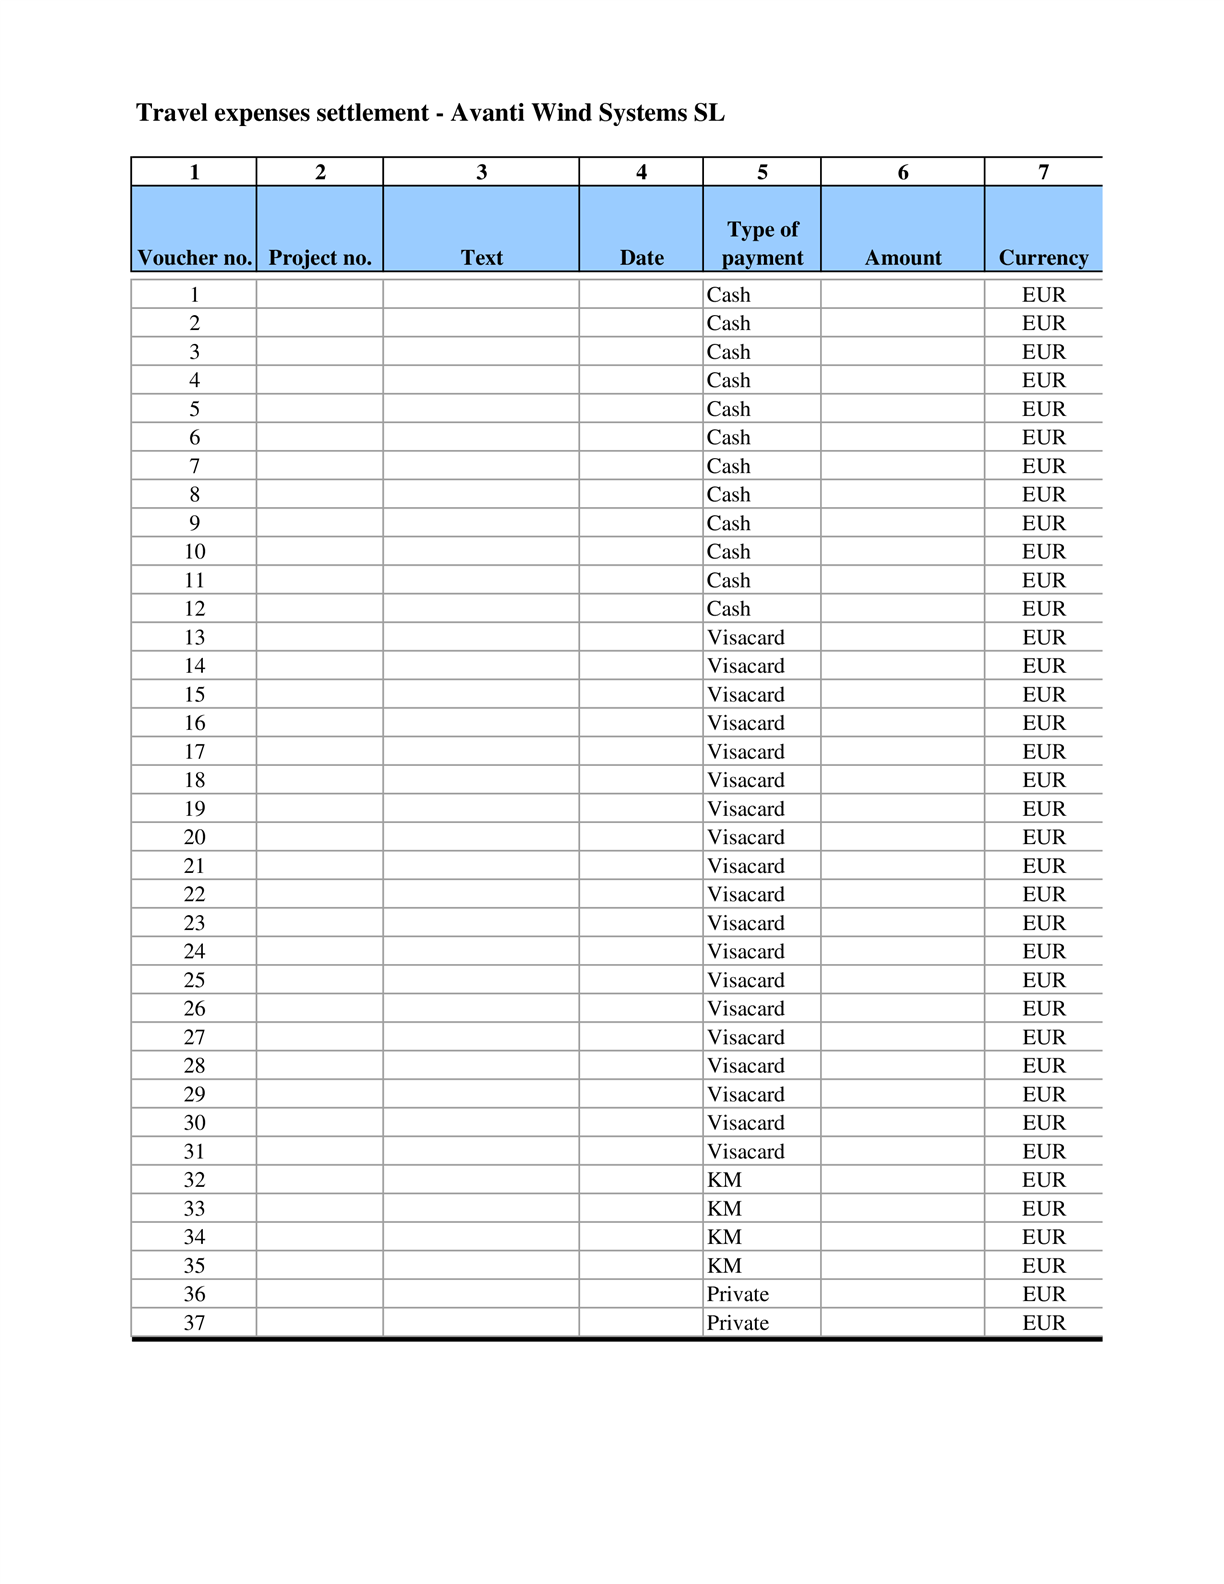 Travel expenses settlement - Avanti Wind Systems SL
1 2 3 4 5 6 7
Voucher no. Project no. Text Date Type of payment Amount Currency
1 Cash EUR
2 Cash EUR
3 Cash EUR
4 Cash EUR
5 Cash EUR
6 Cash EUR
7 Cash EUR
8 Cash EUR
9 Cash EUR
10 Cash EUR
11 Cash EUR
12 Cash EUR
13 Visacard EUR
14 Visacard EUR
15 Visacard EUR
16 Visacard EUR
17 Visacard EUR
18 Visacard EUR
19 Visacard EUR
20 Visacard EUR
21 Visacard EUR
22 Visacard EUR
23 Visacard EUR
24 Visacard EUR
25 Visacard EUR
26 Visacard EUR
27 Visacard EUR
28 Visacard EUR
29 Visacard EUR
30 Visacard EUR
31 Visacard EUR
32 KM EUR
33 KM EUR
34 KM EUR
35 KM EUR
36 Private EUR
37 Private EUR